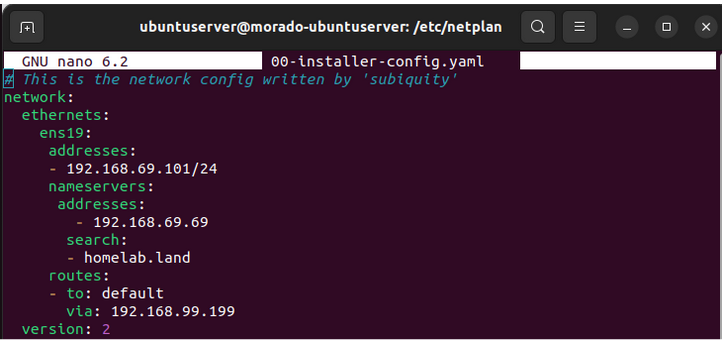 ubuntuserver@morado-ubuntuserver: /etc/netplan
GNU nano 6.2 00-installer-config.yaml
# This is the network config written by 'subiquity'
network:
  ethernets:
    ens19:
     addresses:
     - 192.168.69.101/24
     nameservers:
      addresses:
        - 192.168.69.69
       search:
       - homelab.land
     routes:
     - to: default
       via: 192.168.99.199
  version: 2